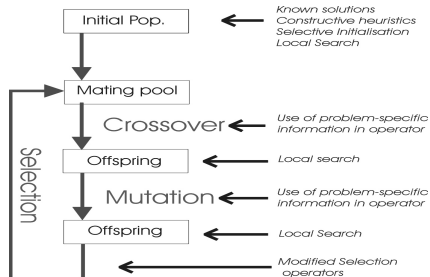 Initial Pop.
Known solutions
Constructive heuristics
Selective Initialisation
Local Search
Mating pool
Crossover
Use of problem-specific
information in operator
Offspring
Local search
Selection
Mutation
Use of problem-specific
information in operator
Offspring
Local Search
Modified Selection
operators